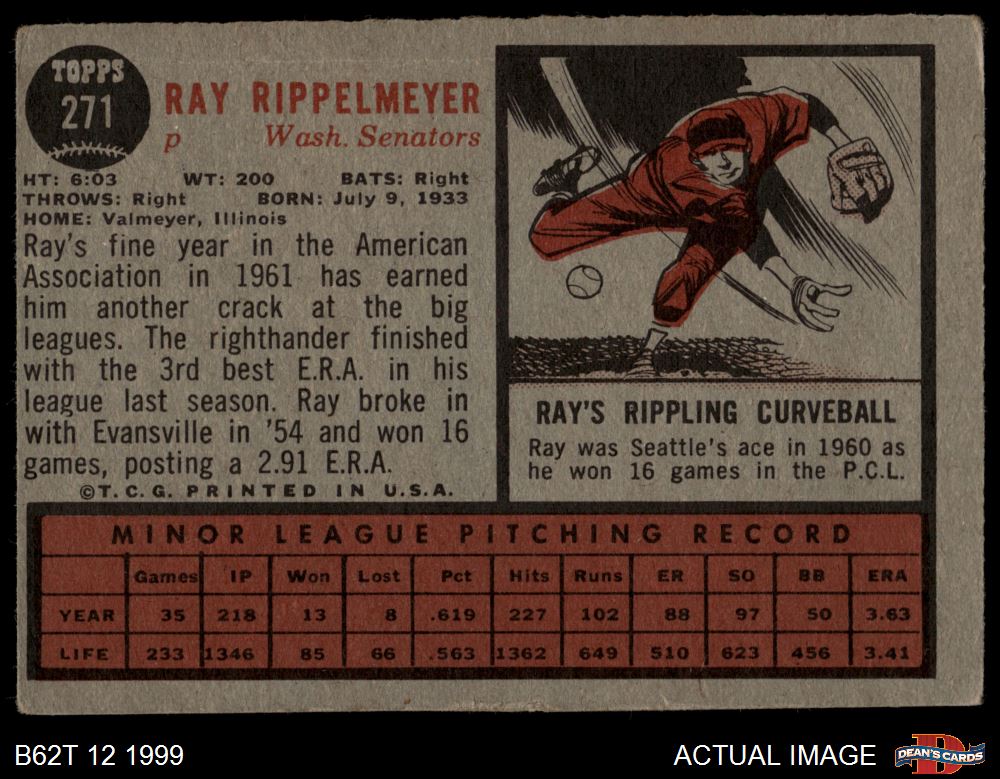 TOPPS
271
RAY RIPPELMEYER
p Wash. Senators
HT: 6:03 WT: 200 BATS: Right
THROWS: Right BORN: July 9, 1933
HOME: Valmeyer, Illinois
Ray's fine year in the American
Association in 1961 has earned
him another crack at the big
leagues. The righthander finished
with the 3rd best E.R.A. in his
league last season. Ray broke in
with Evansville in '54 and won 16
games, posting a 2.91 E.R.A.
©T.C.G. PRINTED IN U.S.A.
RAY'S RIPPLING CURVEBALL
Ray was Seattle's ace in 1960 as
he won 16 games in the P.C.L.
MINOR LEAGUE PITCHING RECORD
Games IP Won Lost Pct Hits Runs ER SO BB ERA
YEAR 35 218 13 8 .619 227 102 88 97 50 3.63
LIFE 233 1346 85 66 .563 1362 649 510 623 456 3.41
B62T 12 1999
ACTUAL IMAGE
DEAN'S CARDS